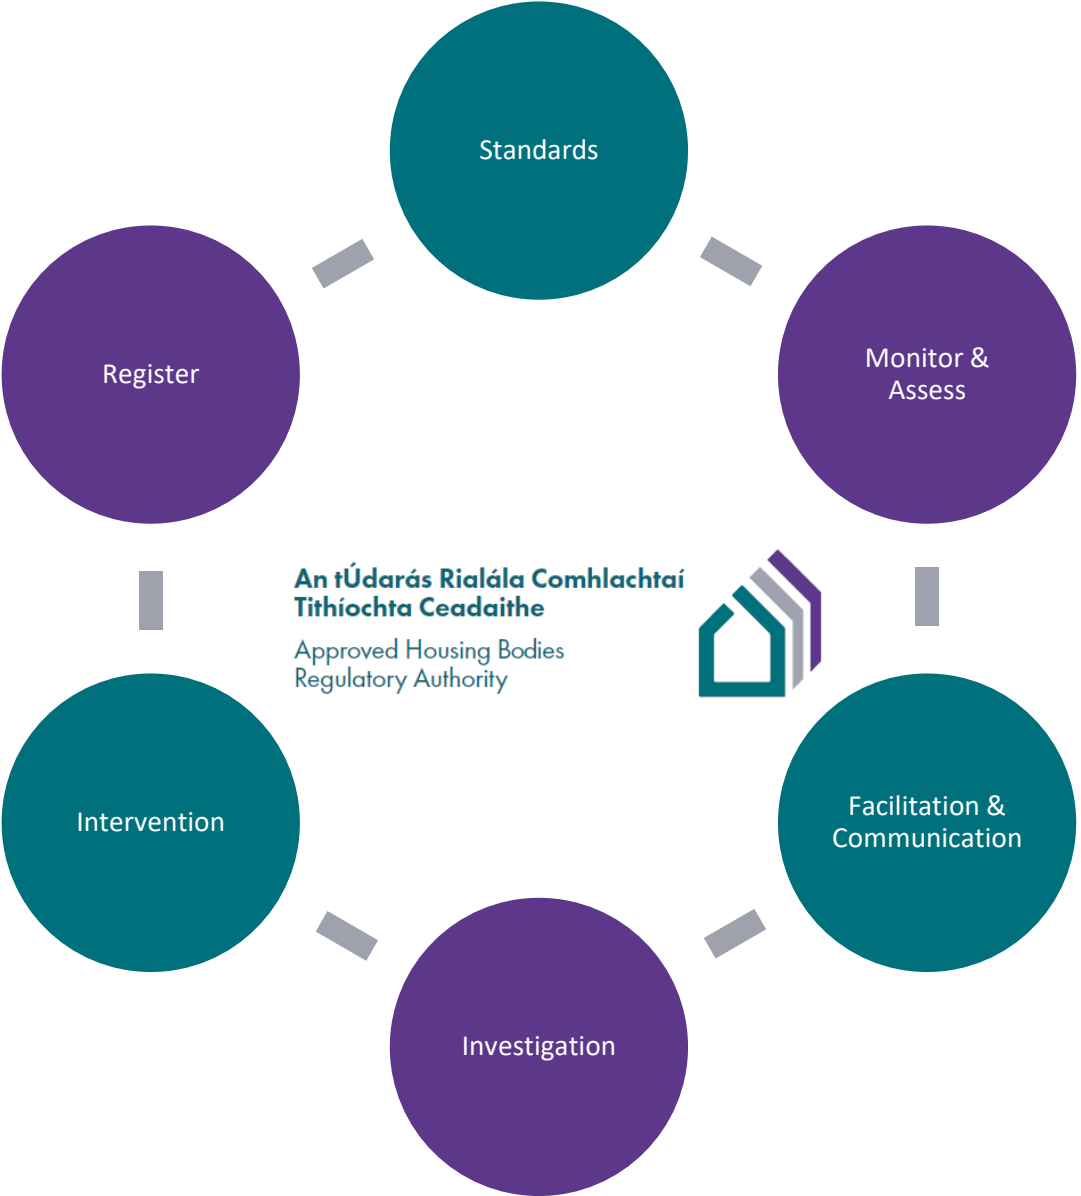 Standards
Register
Monitor &
Assess
An tÚdarás Rialála Comhlachtaí
Tithíochta Ceadaithe
Approved Housing Bodies
Regulatory Authority
Intervention
Facilitation &
Communication
Investigation